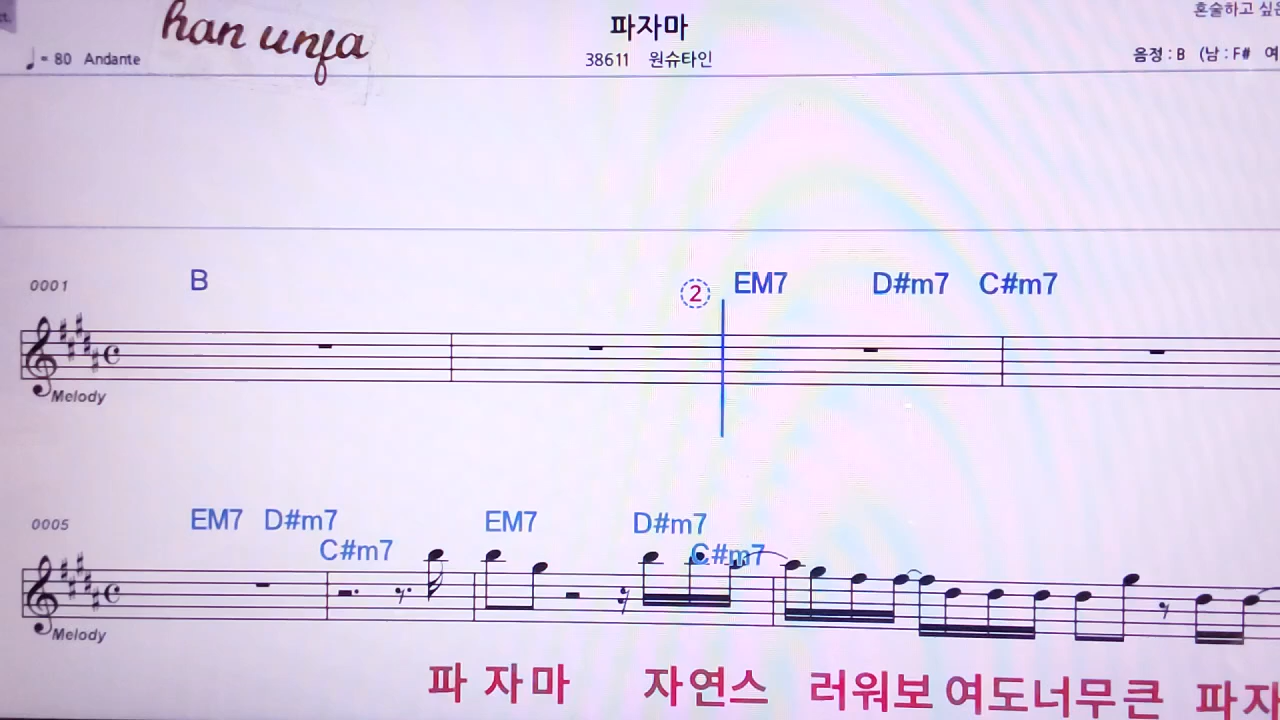 han unfa
파자마
혼술하고 싶은
♩= 80 Andante
38611 원슈타인
음정 : B (남 : F# 여
0001 B ② EM7 D#m7 C#m7
Melody
0005 EM7 D#m7 C#m7 EM7 D#m7 C#m7
Melody
파 자마 자연스 러워보 여도너무큰 파자